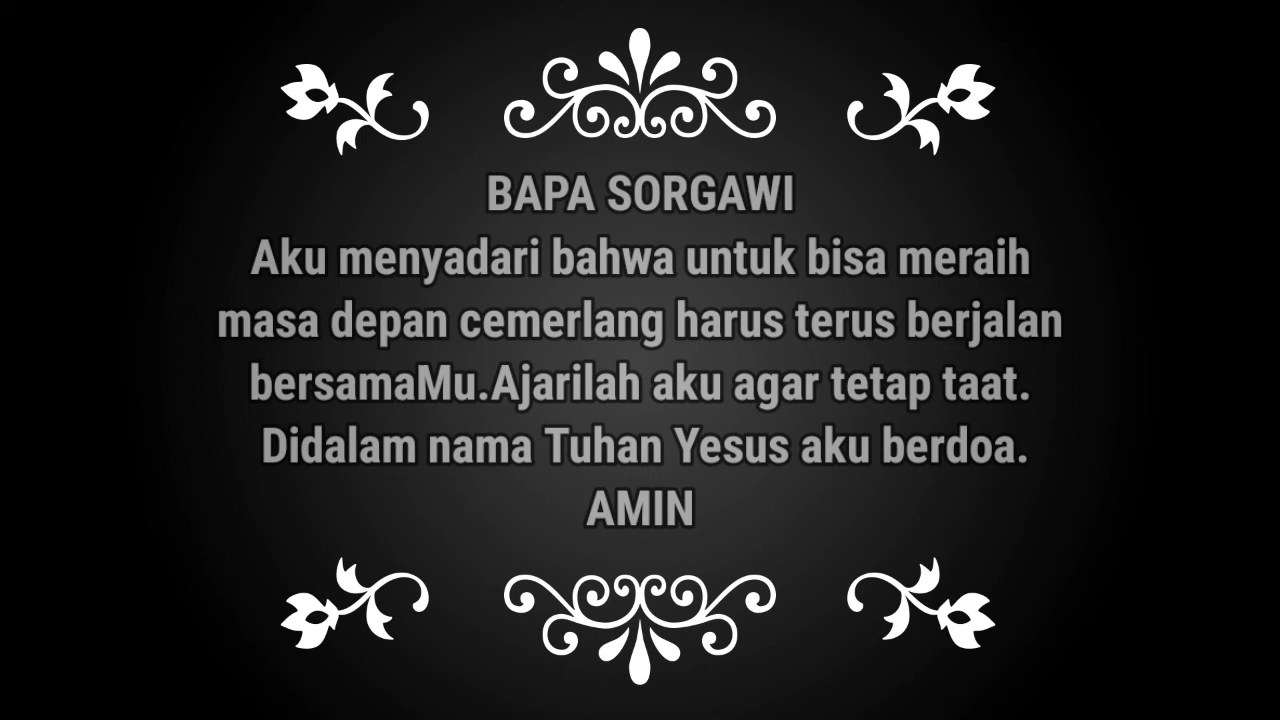 BAPA SORGAWI
Aku menyadari bahwa untuk bisa meraih
masa depan cemerlang harus terus berjalan
bersamaMu.Ajarilah aku agar tetap taat.
Didalam nama Tuhan Yesus aku berdoa.
AMIN